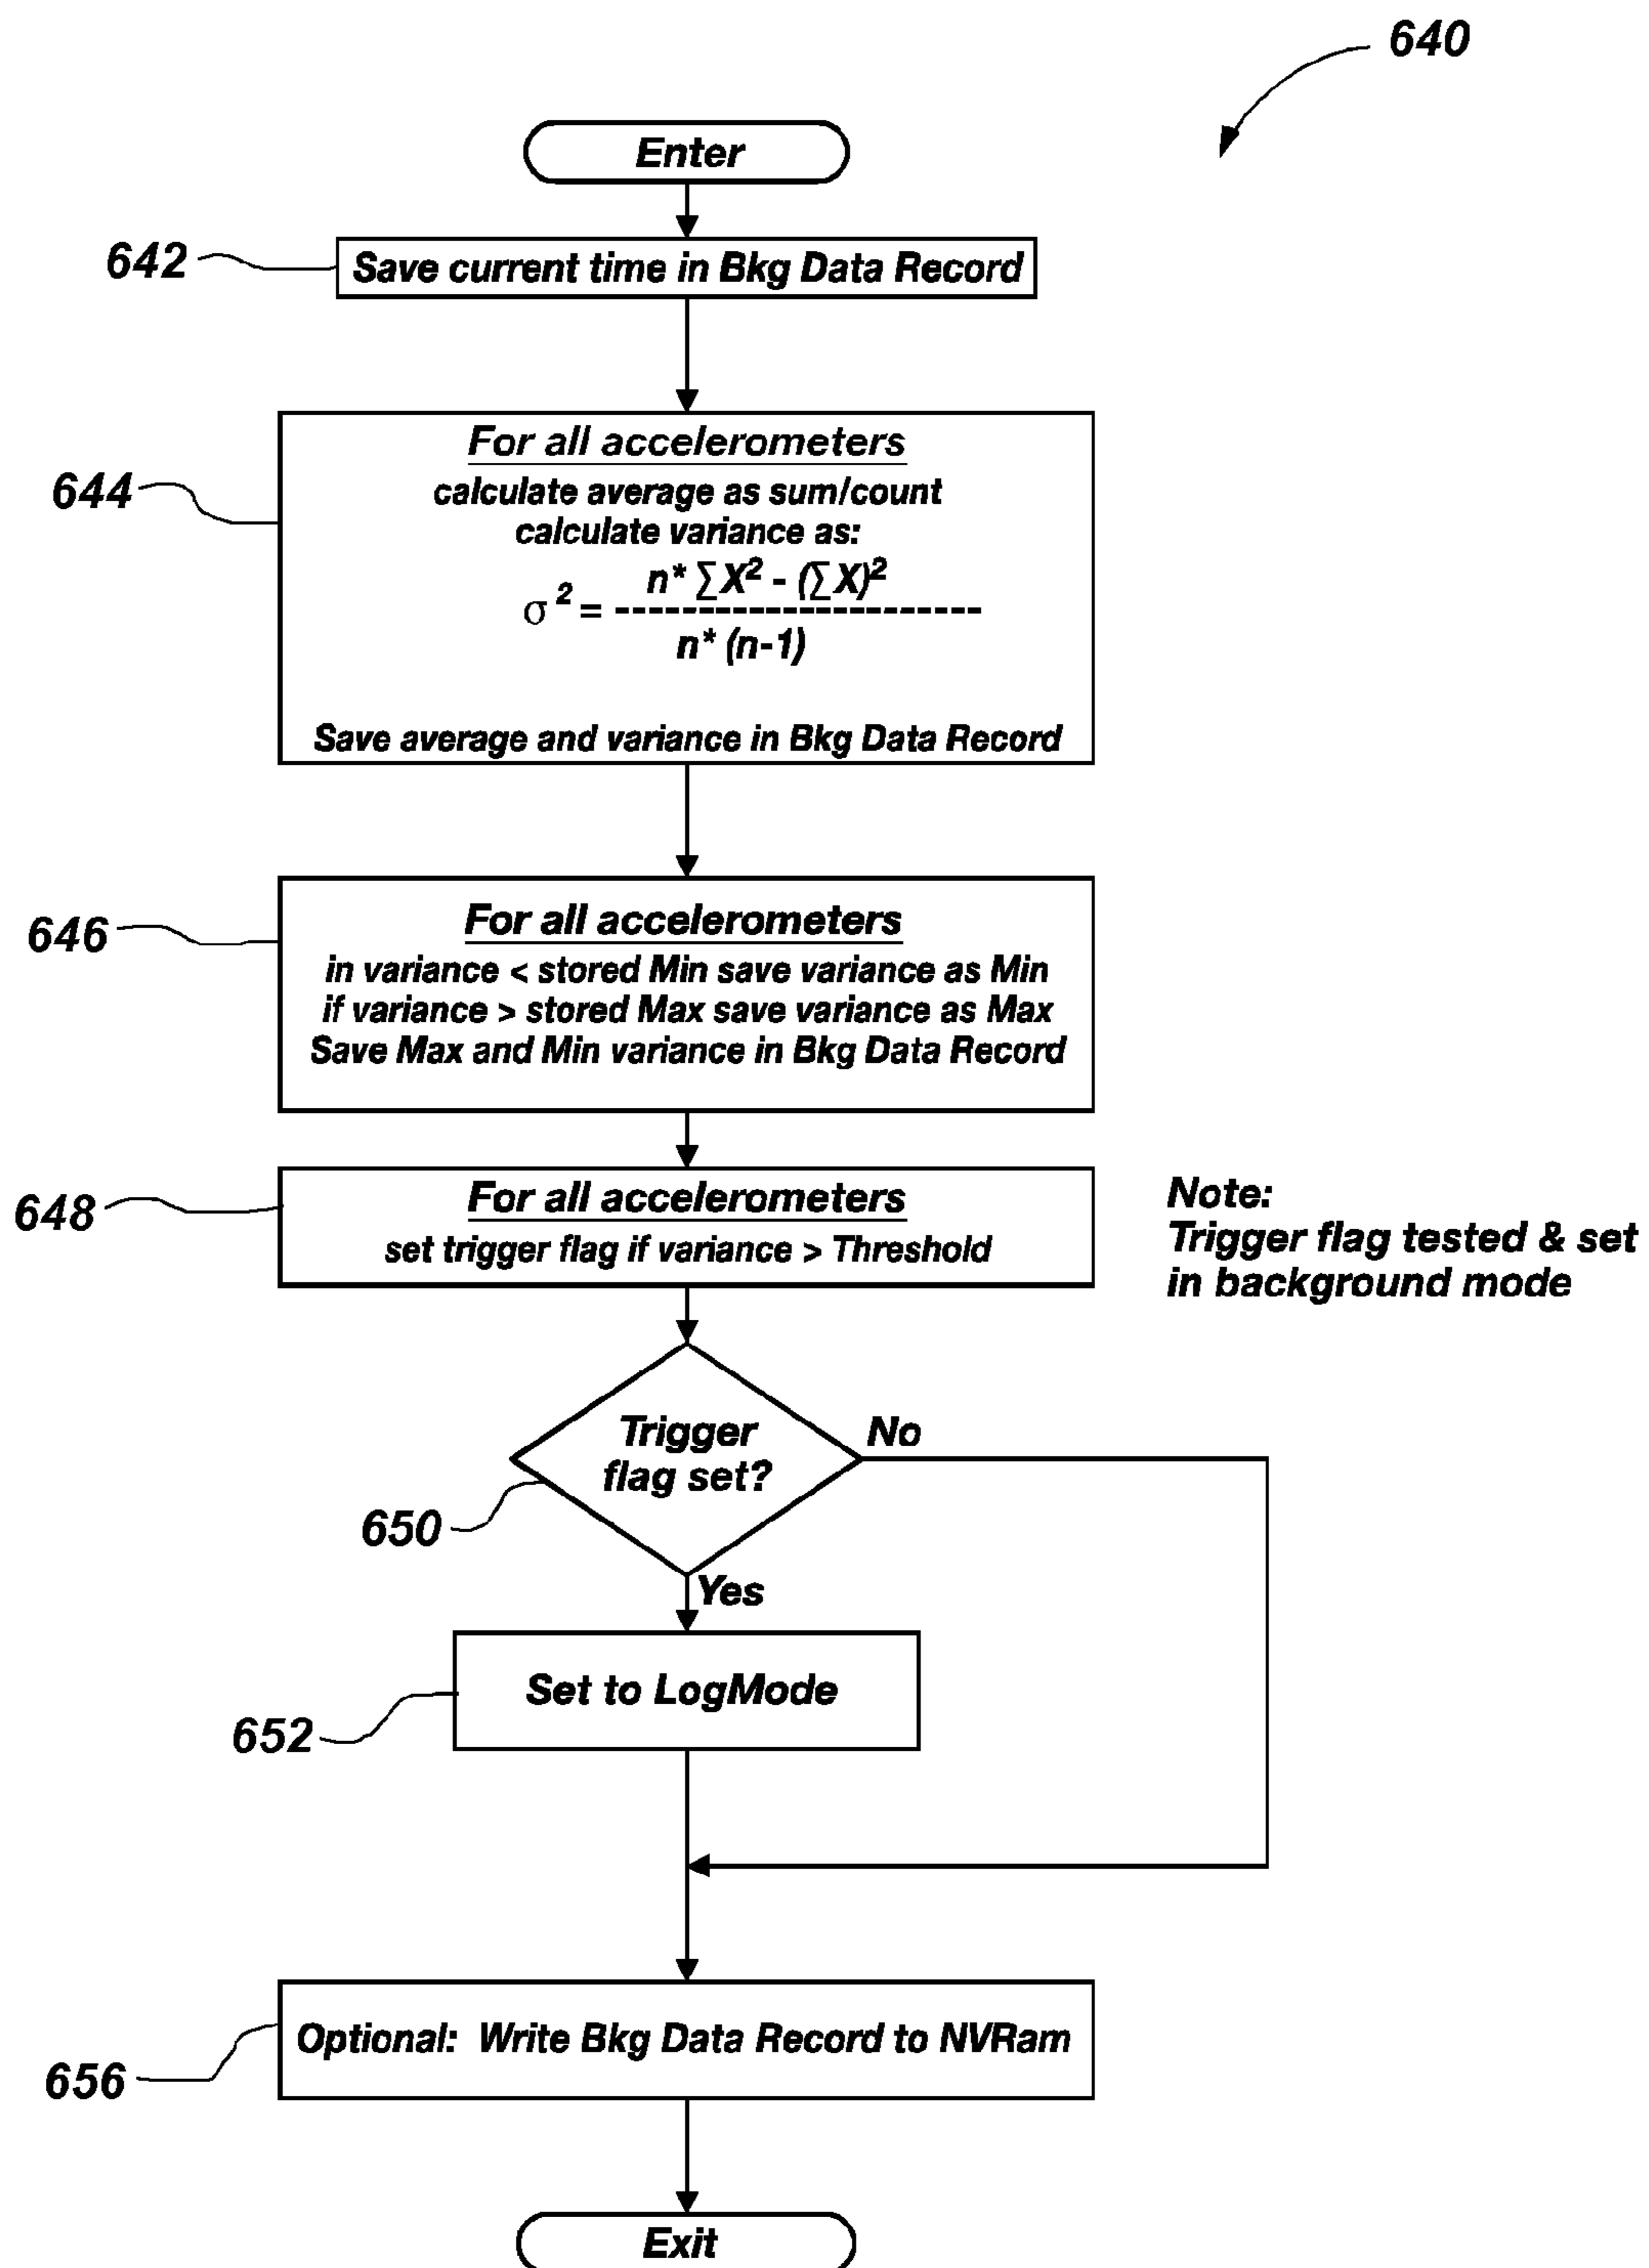 640
Enter
642
Save current time in Bkg Data Record
644
For all accelerometers
calculate average as sum/count
calculate variance as:
n* ∑X² - (∑X)²
σ² = ----------------------
n* (n-1)
Save average and variance in Bkg Data Record
646
For all accelerometers
in variance < stored Min save variance as Min
if variance > stored Max save variance as Max
Save Max and Min variance in Bkg Data Record
648
For all accelerometers
set trigger flag if variance > Threshold
Note:
Trigger flag tested & set
in background mode
Trigger
flag set?
No
650
Yes
Set to LogMode
652
Optional: Write Bkg Data Record to NVRam
656
Exit